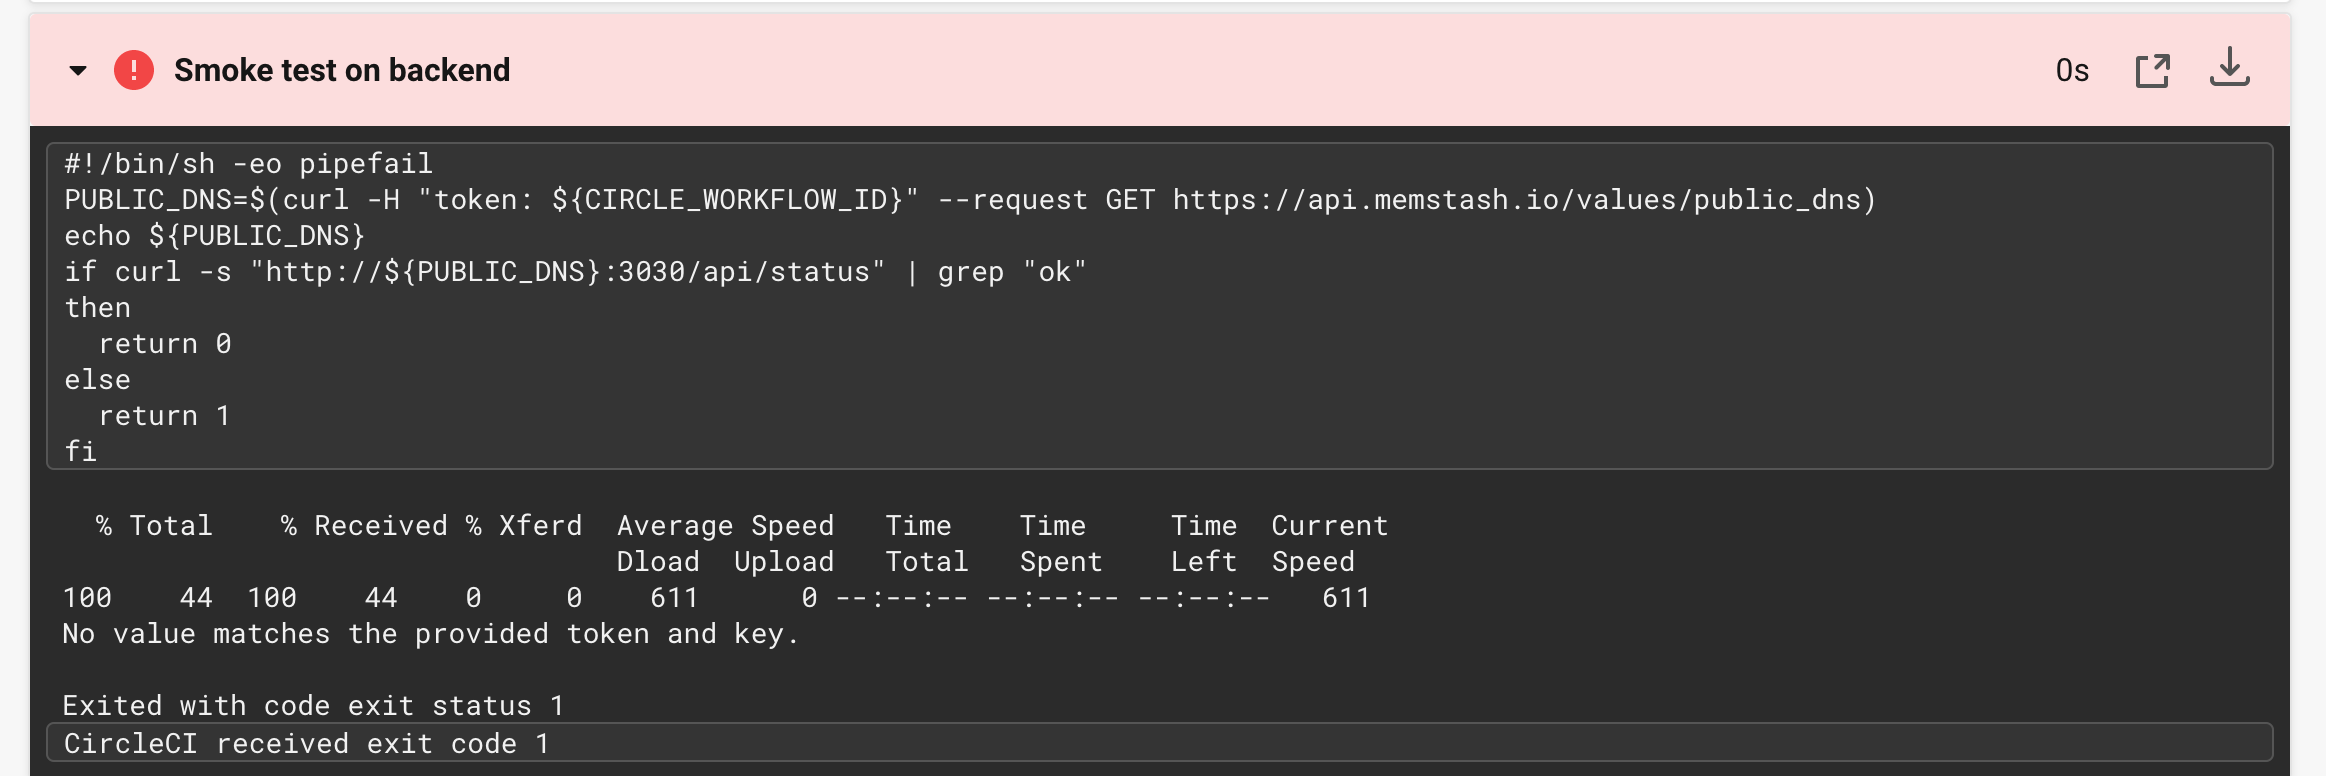 Smoke test on backend 0s
#!/bin/sh -eo pipefail
PUBLIC_DNS=$(curl -H "token: ${CIRCLE_WORKFLOW_ID}" --request GET https://api.memstash.io/values/public_dns)
echo ${PUBLIC_DNS}
if curl -s "http://${PUBLIC_DNS}:3030/api/status" | grep "ok"
then
  return 0
else
  return 1
fi
  % Total    % Received % Xferd  Average Speed   Time    Time     Time  Current
                                 Dload  Upload   Total   Spent    Left  Speed
100    44  100    44    0     0    611      0 --:--:-- --:--:-- --:--:--   611
No value matches the provided token and key.
Exited with code exit status 1
CircleCI received exit code 1